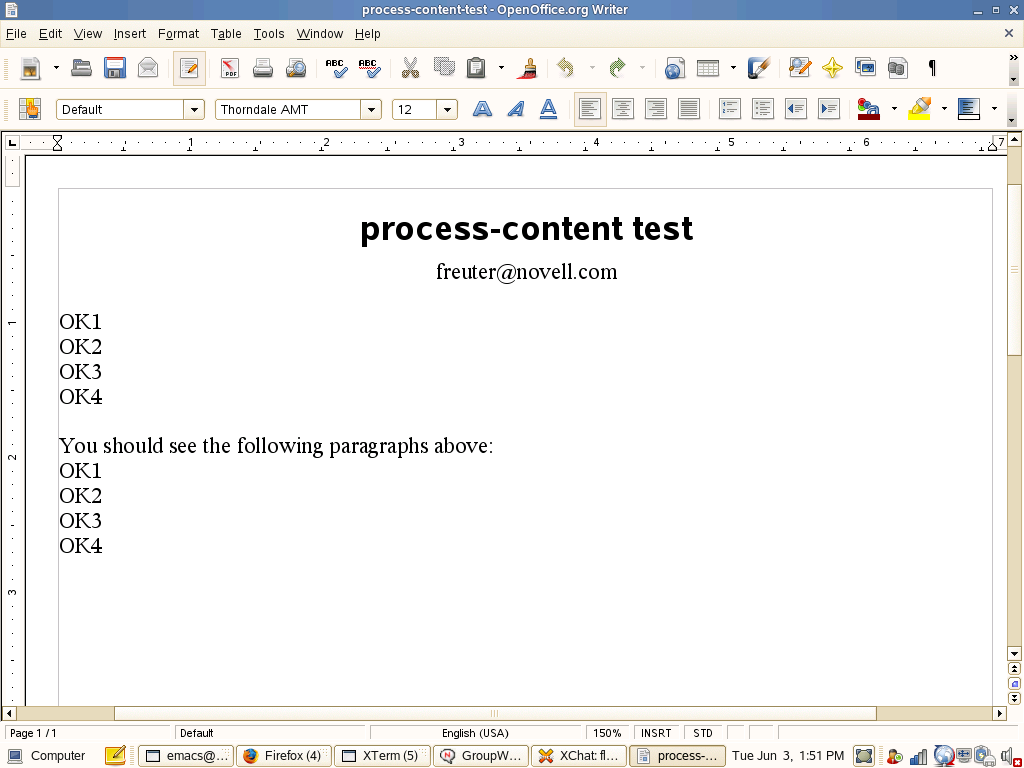 process-content-test - OpenOffice.org Writer
File Edit View Insert Format Table Tools Window Help
Default Thorndale AMT 12
1 2 3 4 5 6 7
process-content test
freuter@novell.com
OK1
OK2
OK3
OK4
You should see the following paragraphs above:
OK1
OK2
OK3
OK4
1
2
3
Page 1 / 1 Default English (USA) 150% INSRT STD
Computer emacs@... Firefox (4) XTerm (5) GroupW... XChat: fl... process-... Tue Jun 3, 1:51 PM